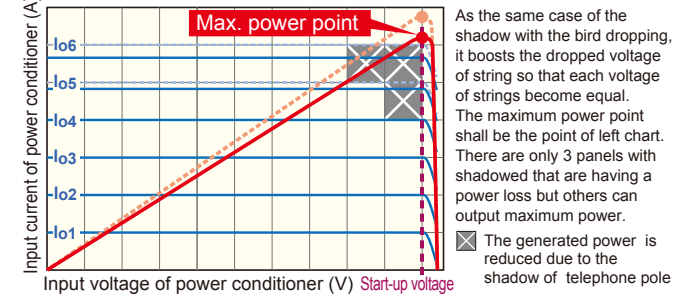 Input current of power conditioner (A)
Max. power point
Io6
Io5
Io4
Io3
Io2
Io1
Input voltage of power conditioner (V)
Start-up voltage
As the same case of the
shadow with the bird dropping,
it boosts the dropped voltage
of string so that each voltage
of strings become equal.
The maximum power point
shall be the point of left chart.
There are only 3 panels with
shadowed that are having a
power loss but others can
output maximum power.
The generated power is
reduced due to the
shadow of telephone pole